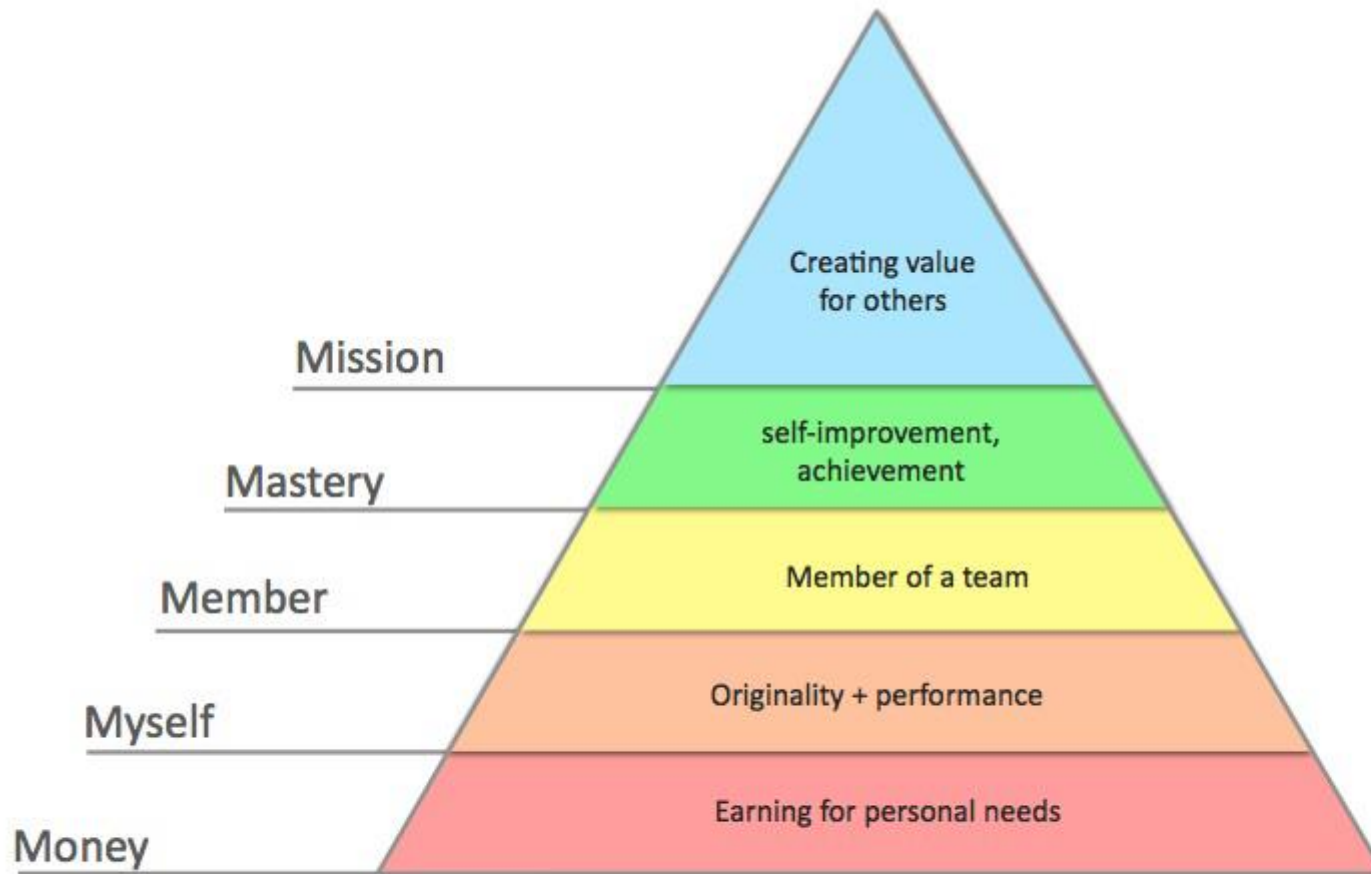 Creating value
for others
Mission
self-improvement,
achievement
Mastery
Member of a team
Member
Originality + performance
Myself
Earning for personal needs
Money